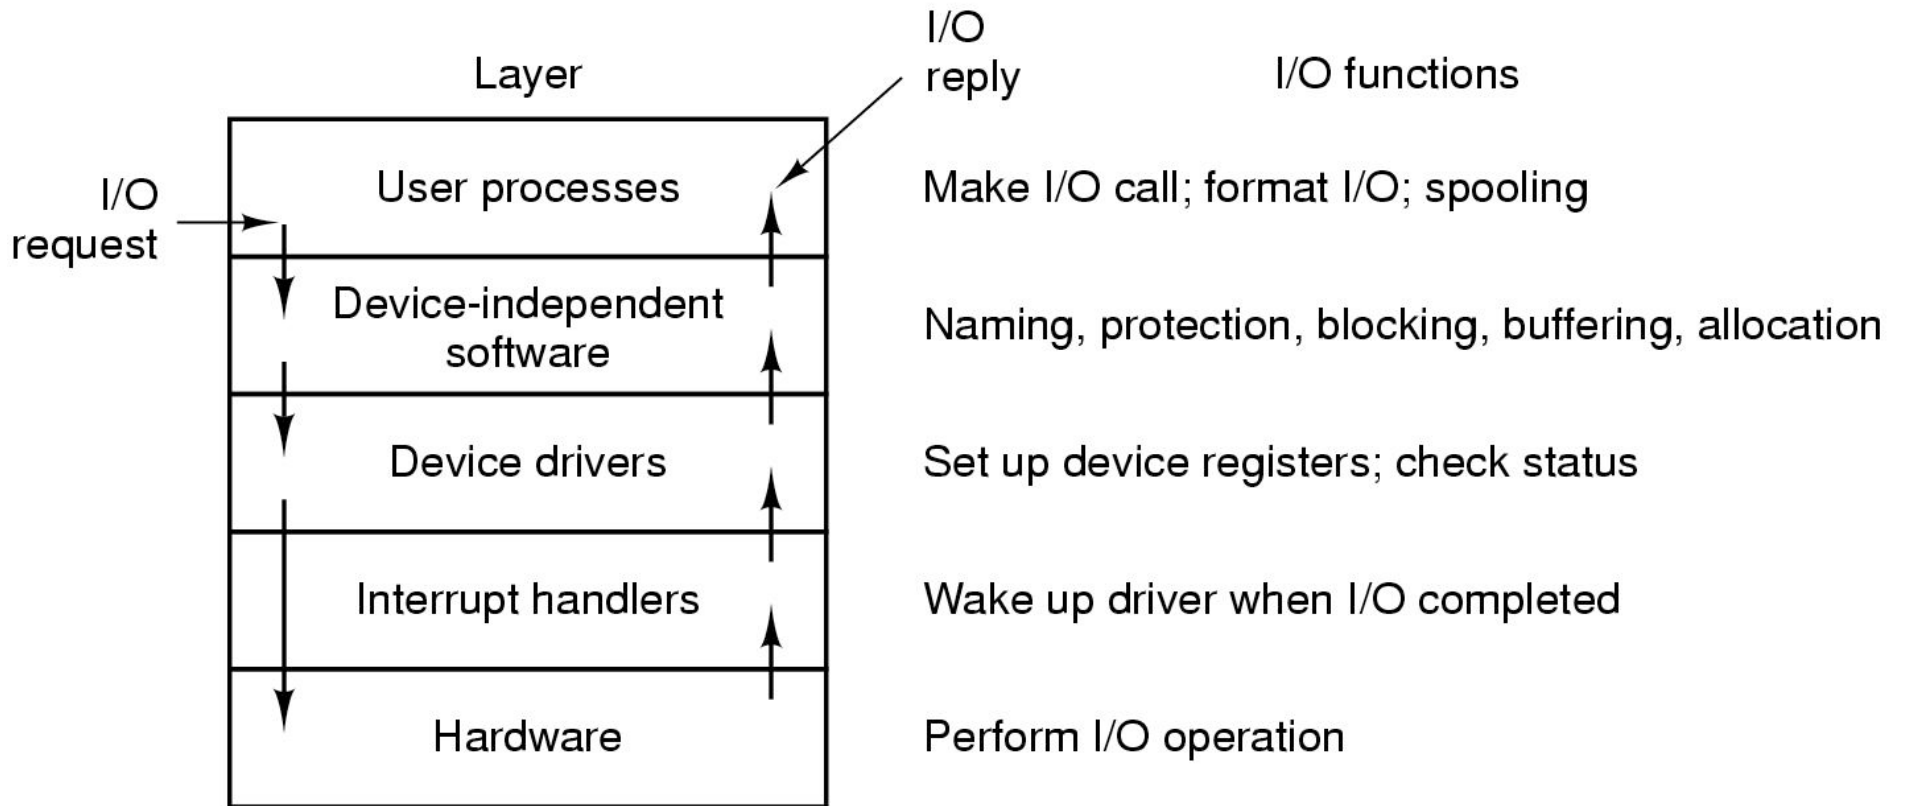 I/O
reply
Layer
I/O functions
I/O
request
User processes
Make I/O call; format I/O; spooling
Device-independent
software
Naming, protection, blocking, buffering, allocation
Device drivers
Set up device registers; check status
Interrupt handlers
Wake up driver when I/O completed
Hardware
Perform I/O operation